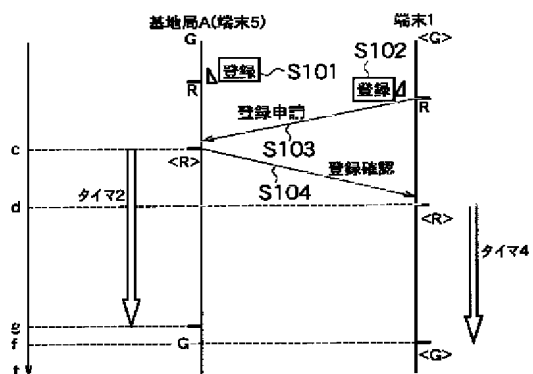 基地局A(端末5)
端末1
G
<G>
S102
登録
S101
登録
R
R
登録申請
c
S103
<R>
登録確認
S104
タイマ2
d
<R>
タイマ4
g
f
G
<G>
t